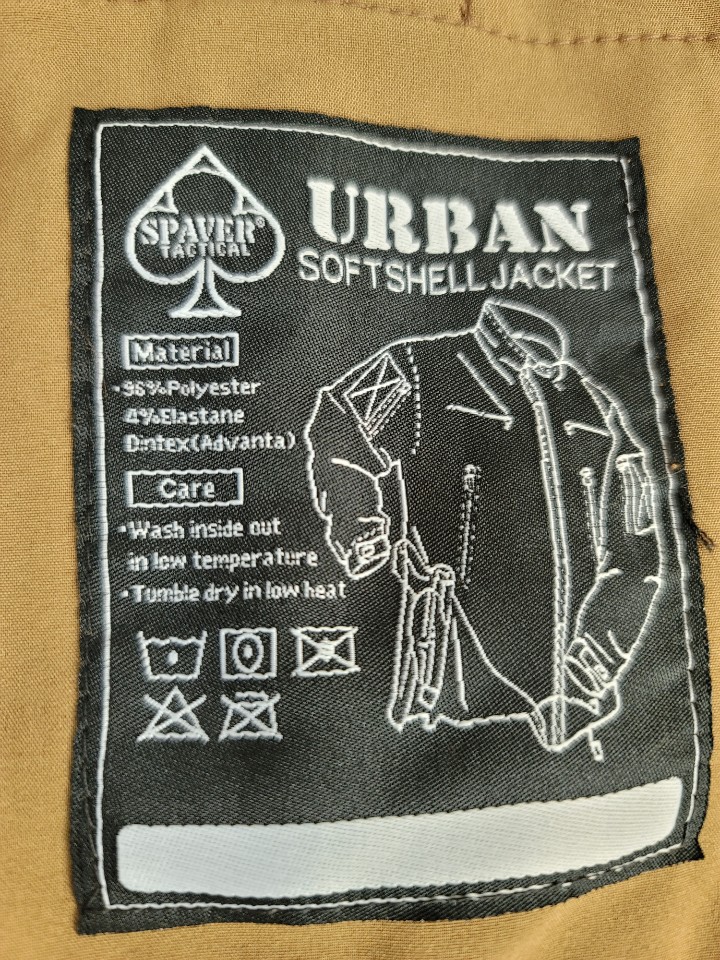 SPAVER®
TACTICAL
URBAN
SOFTSHELL JACKET
Material
•96%Polyester
4%Elastane
Dintex(Advanta)
Care
•Wash inside out
in low temperature
•Tumble dry in low heat